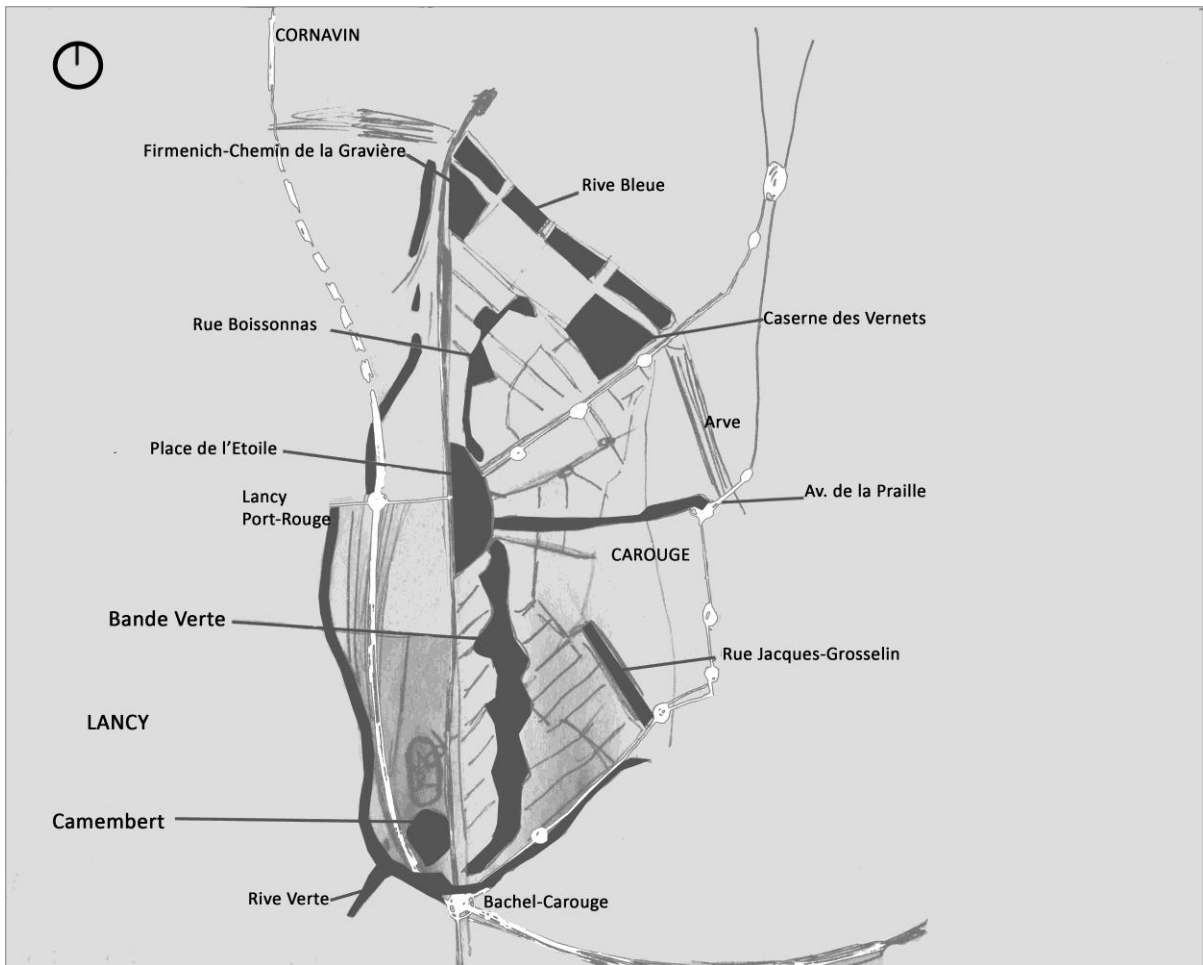 CORNAVIN
Firmenich-Chemin de la Gravière
Rive Bleue
Rue Boissonnas
Caserne des Vernets
Place de l'Etoile
Arve
Lancy
Port-Rouge
Av. de la Praille
CAROUGE
Bande Verte
Rue Jacques-Grosselin
LANCY
Camembert
Rive Verte
Bachel-Carouge